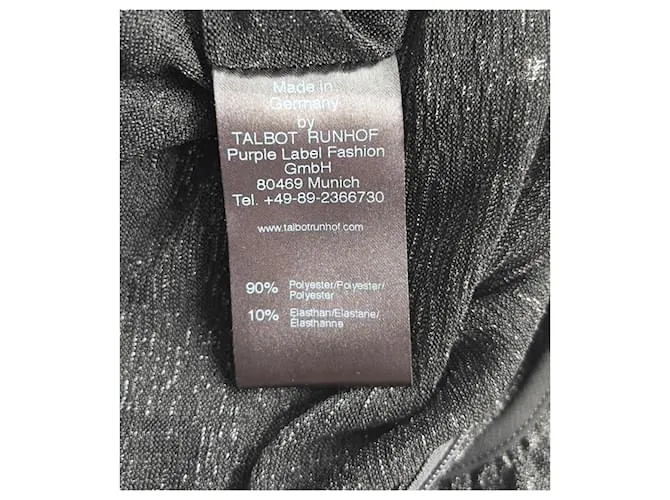 Made in
Germany
by
TALBOT RUNHOF
Purple Label Fashion
GmbH
80469 Munich
Tel. +49-89-2366730
www.talbotrunhof.com
90% Polyester/Polyester/
Polyester
10% Elasthan/Elastane/
Élasthanne